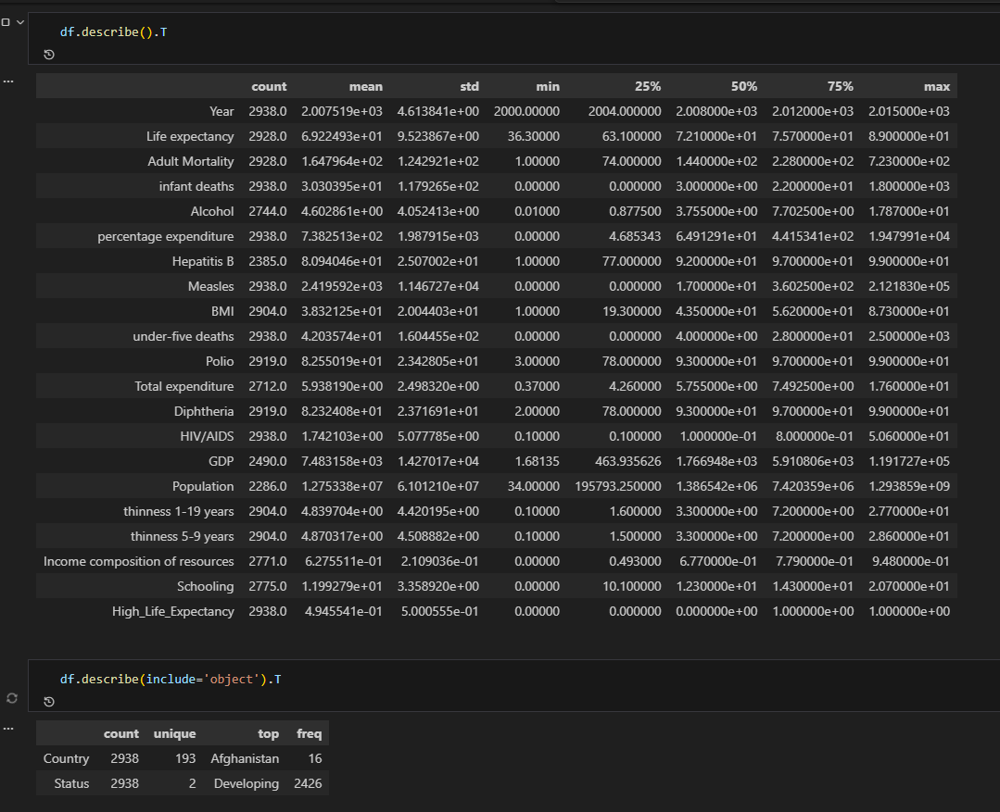 df.describe().T
...
count mean std min 25% 50% 75% max
Year 2938.0 2.007519e+03 4.613841e+00 2000.00000 2004.000000 2.008000e+03 2.012000e+03 2.015000e+03
Life expectancy 2928.0 6.922493e+01 9.523867e+00 36.30000 63.100000 7.210000e+01 7.570000e+01 8.900000e+01
Adult Mortality 2928.0 1.647964e+02 1.242921e+02 1.00000 74.000000 1.440000e+02 2.280000e+02 7.230000e+02
infant deaths 2938.0 3.030395e+01 1.179265e+02 0.00000 0.000000 3.000000e+00 2.200000e+01 1.800000e+03
Alcohol 2744.0 4.602861e+00 4.052413e+00 0.01000 0.877500 3.755000e+00 7.702500e+00 1.787000e+01
percentage expenditure 2938.0 7.382513e+02 1.987915e+03 0.00000 4.685343 6.491291e+01 4.415341e+02 1.947991e+04
Hepatitis B 2385.0 8.094046e+01 2.507002e+01 1.00000 77.000000 9.200000e+01 9.700000e+01 9.900000e+01
Measles 2938.0 2.419592e+03 1.146727e+04 0.00000 0.000000 1.700000e+01 3.602500e+02 2.121830e+05
BMI 2904.0 3.832125e+01 2.004403e+01 1.00000 19.300000 4.350000e+01 5.620000e+01 8.730000e+01
under-five deaths 2938.0 4.203574e+01 1.604455e+02 0.00000 0.000000 4.000000e+00 2.800000e+01 2.500000e+03
Polio 2919.0 8.255019e+01 2.342805e+01 3.00000 78.000000 9.300000e+01 9.700000e+01 9.900000e+01
Total expenditure 2712.0 5.938190e+00 2.498320e+00 0.37000 4.260000 5.755000e+00 7.492500e+00 1.760000e+01
Diphtheria 2919.0 8.232408e+01 2.371691e+01 2.00000 78.000000 9.300000e+01 9.700000e+01 9.900000e+01
HIV/AIDS 2938.0 1.742103e+00 5.077785e+00 0.10000 0.100000 1.000000e-01 8.000000e-01 5.060000e+01
GDP 2490.0 7.483158e+03 1.427017e+04 1.68135 463.935626 1.766948e+03 5.910806e+03 1.191727e+05
Population 2286.0 1.275338e+07 6.101210e+07 34.00000 195793.250000 1.386542e+06 7.420359e+06 1.293859e+09
thinness 1-19 years 2904.0 4.839704e+00 4.420195e+00 0.10000 1.600000 3.300000e+00 7.200000e+00 2.770000e+01
thinness 5-9 years 2904.0 4.870317e+00 4.508882e+00 0.10000 1.500000 3.300000e+00 7.200000e+00 2.860000e+01
Income composition of resources 2771.0 6.275511e-01 2.109036e-01 0.00000 0.493000 6.770000e-01 7.790000e-01 9.480000e-01
Schooling 2775.0 1.199279e+01 3.358920e+00 0.00000 10.100000 1.230000e+01 1.430000e+01 2.070000e+01
High_Life_Expectancy 2938.0 4.945541e-01 5.000555e-01 0.00000 0.000000 0.000000e+00 1.000000e+00 1.000000e+00
df.describe(include='object').T
...
count unique top freq
Country 2938 193 Afghanistan 16
Status 2938 2 Developing 2426